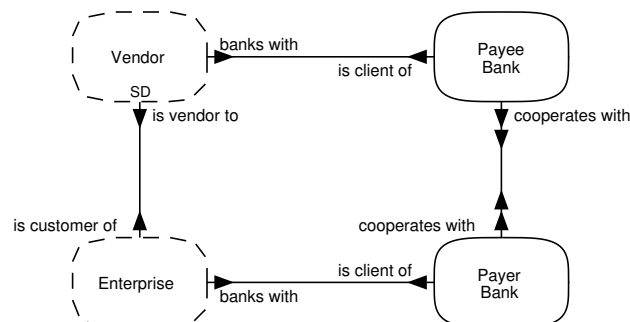 banks with
Vendor
Payee
Bank
is client of
SD
is vendor to
cooperates with
is customer of
cooperates with
is client of
Enterprise
Payer
Bank
banks with